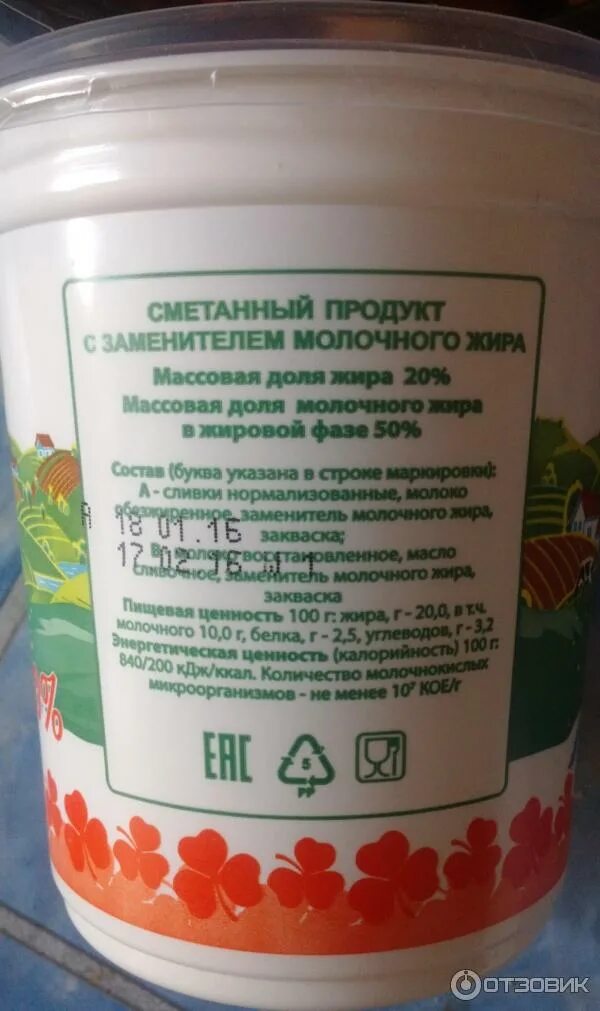 СМЕТАННЫЙ ПРОДУКТ
С ЗАМЕНИТЕЛЕМ МОЛОЧНОГО ЖИРА
Массовая доля жира 20%
Массовая доля молочного жира
в жировой фазе 50%
Состав (буква указана в строке маркировки):
А - сливки нормализованные, молоко
обезжиренное, заменитель молочного жира,
закваска;
В - молоко восстановленное, масло
сливочное, заменитель молочного жира,
закваска
А 18 01 .16
17 02 .16
Пищевая ценность 100 г: жира, г - 20,0, в т.ч.
молочного 10,0 г, белка, г - 2,5, углеводов, г - 3,2
Энергетическая ценность (калорийность) 100 г:
840/200 кДж/ккал. Количество молочнокислых
микроорганизмов - не менее 10⁷ КОЕ/г
%
ЕАС
5
PP
ОТЗОВИК